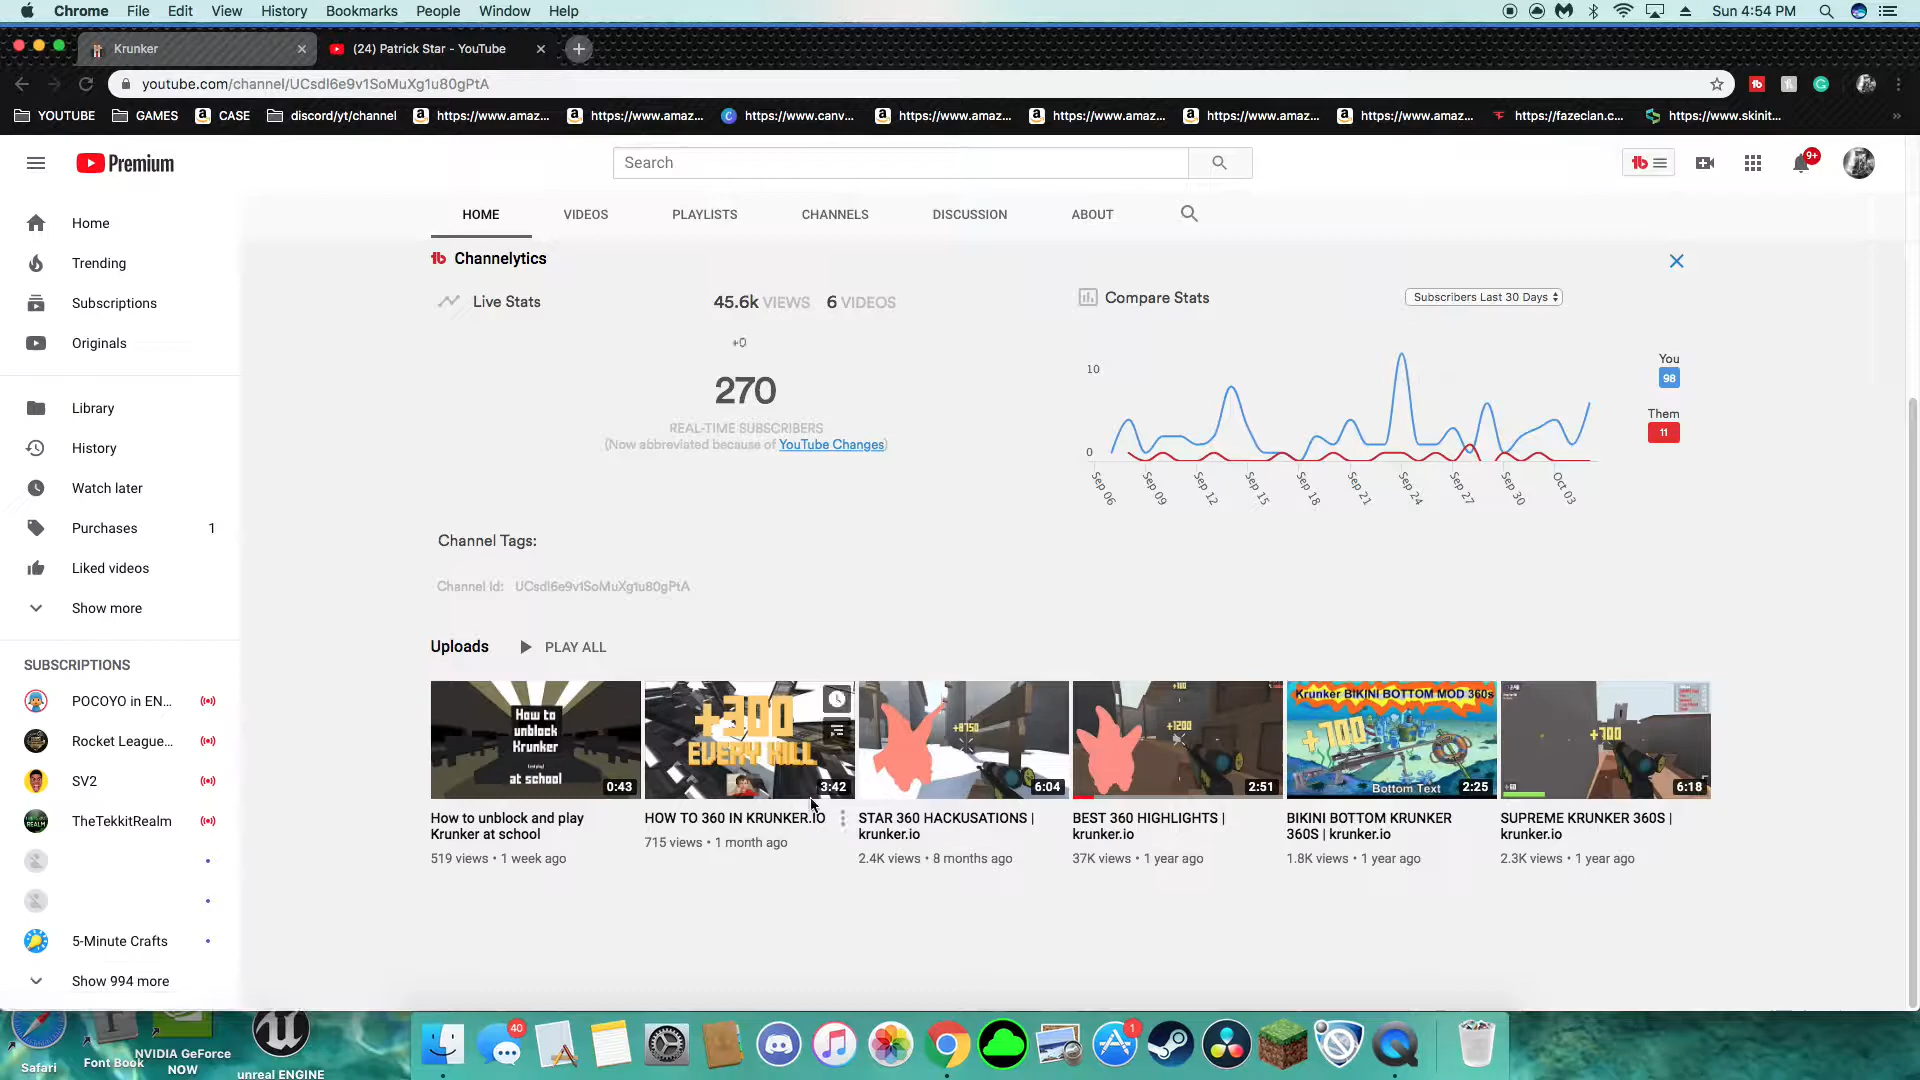 Chrome File Edit View History Bookmarks People Window Help Sun 4:54 PM
Krunker (24) Patrick Star - YouTube
youtube.com/channel/UCsdl6e9v1SoMuXg1u80gPtA
YOUTUBE GAMES CASE discord/yt/channel https://www.amaz... https://www.amaz... https://www.canv... https://www.amaz... https://www.amaz... https://www.amaz... https://www.amaz... https://fazeclan.c... https://www.skinit...
Premium Search 9+
HOME VIDEOS PLAYLISTS CHANNELS DISCUSSION ABOUT
Home
Trending
Subscriptions
Originals
Library
History
Watch later
Purchases 1
Liked videos
Show more
SUBSCRIPTIONS
POCOYO in EN...
Rocket League...
SV2
TheTekkitRealm
5-Minute Crafts
Show 994 more
Channelytics
Live Stats 45.6k VIEWS 6 VIDEOS
+0
270
REAL-TIME SUBSCRIBERS
(Now abbreviated because of YouTube Changes)
Compare Stats Subscribers Last 30 Days
10
0
Sep 06 Sep 09 Sep 12 Sep 15 Sep 18 Sep 21 Sep 24 Sep 27 Sep 30 Oct 03
You
98
Them
11
Channel Tags:
Channel Id: UCsdl6e9v1SoMuXg1u80gPtA
Uploads PLAY ALL
How to
unblock
Krunker
at school
0:43
+300
EVERY KILL
3:42
+8750
6:04
+1200
2:51
Krunker BIKINI BOTTOM MOD 360s
+700
Bottom Text
2:25
+700
6:18
How to unblock and play
Krunker at school
519 views • 1 week ago
HOW TO 360 IN KRUNKER.IO
715 views • 1 month ago
STAR 360 HACKUSATIONS |
krunker.io
2.4K views • 8 months ago
BEST 360 HIGHLIGHTS |
krunker.io
37K views • 1 year ago
BIKINI BOTTOM KRUNKER
360S | krunker.io
1.8K views • 1 year ago
SUPREME KRUNKER 360S |
krunker.io
2.3K views • 1 year ago
Safari
Font Book
NVIDIA GeForce
NOW
unreal ENGINE
40
1